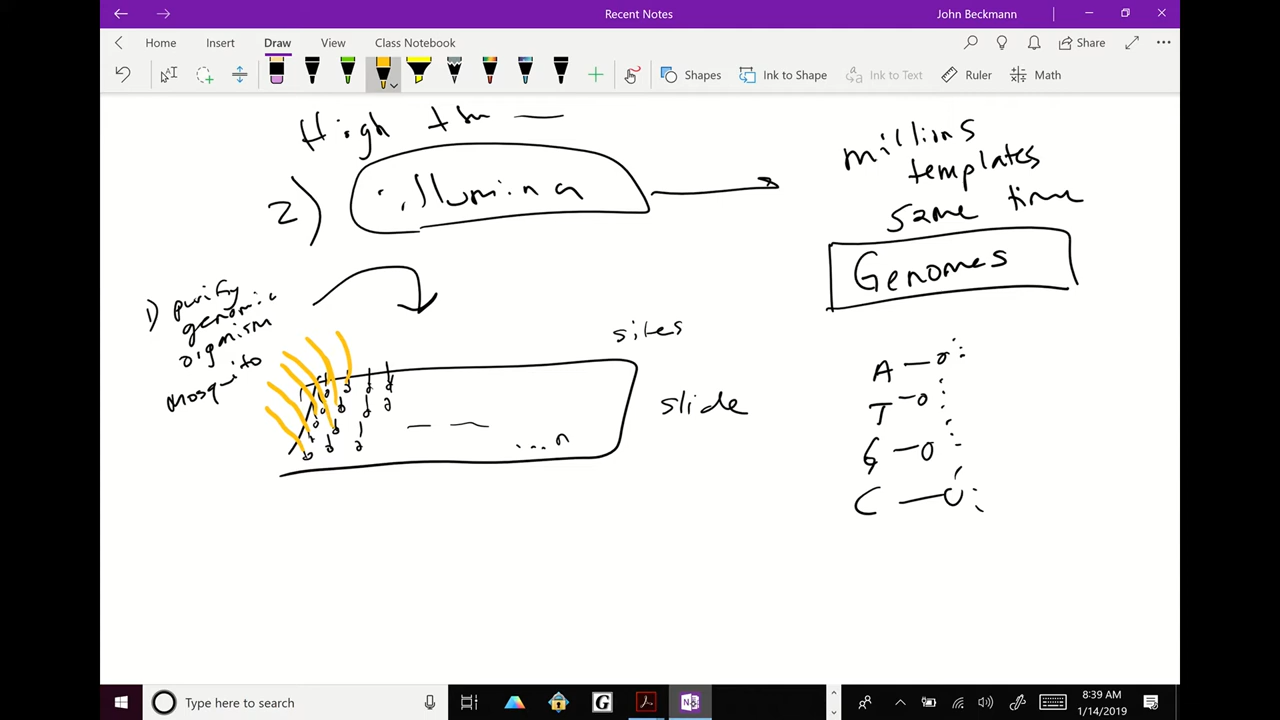 Recent Notes
John Beckmann
Home
Insert
Draw
View
Class Notebook
Share
Shapes
Ink to Shape
Ink to Text
Ruler
Math
High
2) illumina
millions
templates
same time
Genomes
1) purify
genomic
organism
mosquito
sites
slide
... n
A
T
G
C
Type here to search
8:39 AM
1/14/2019